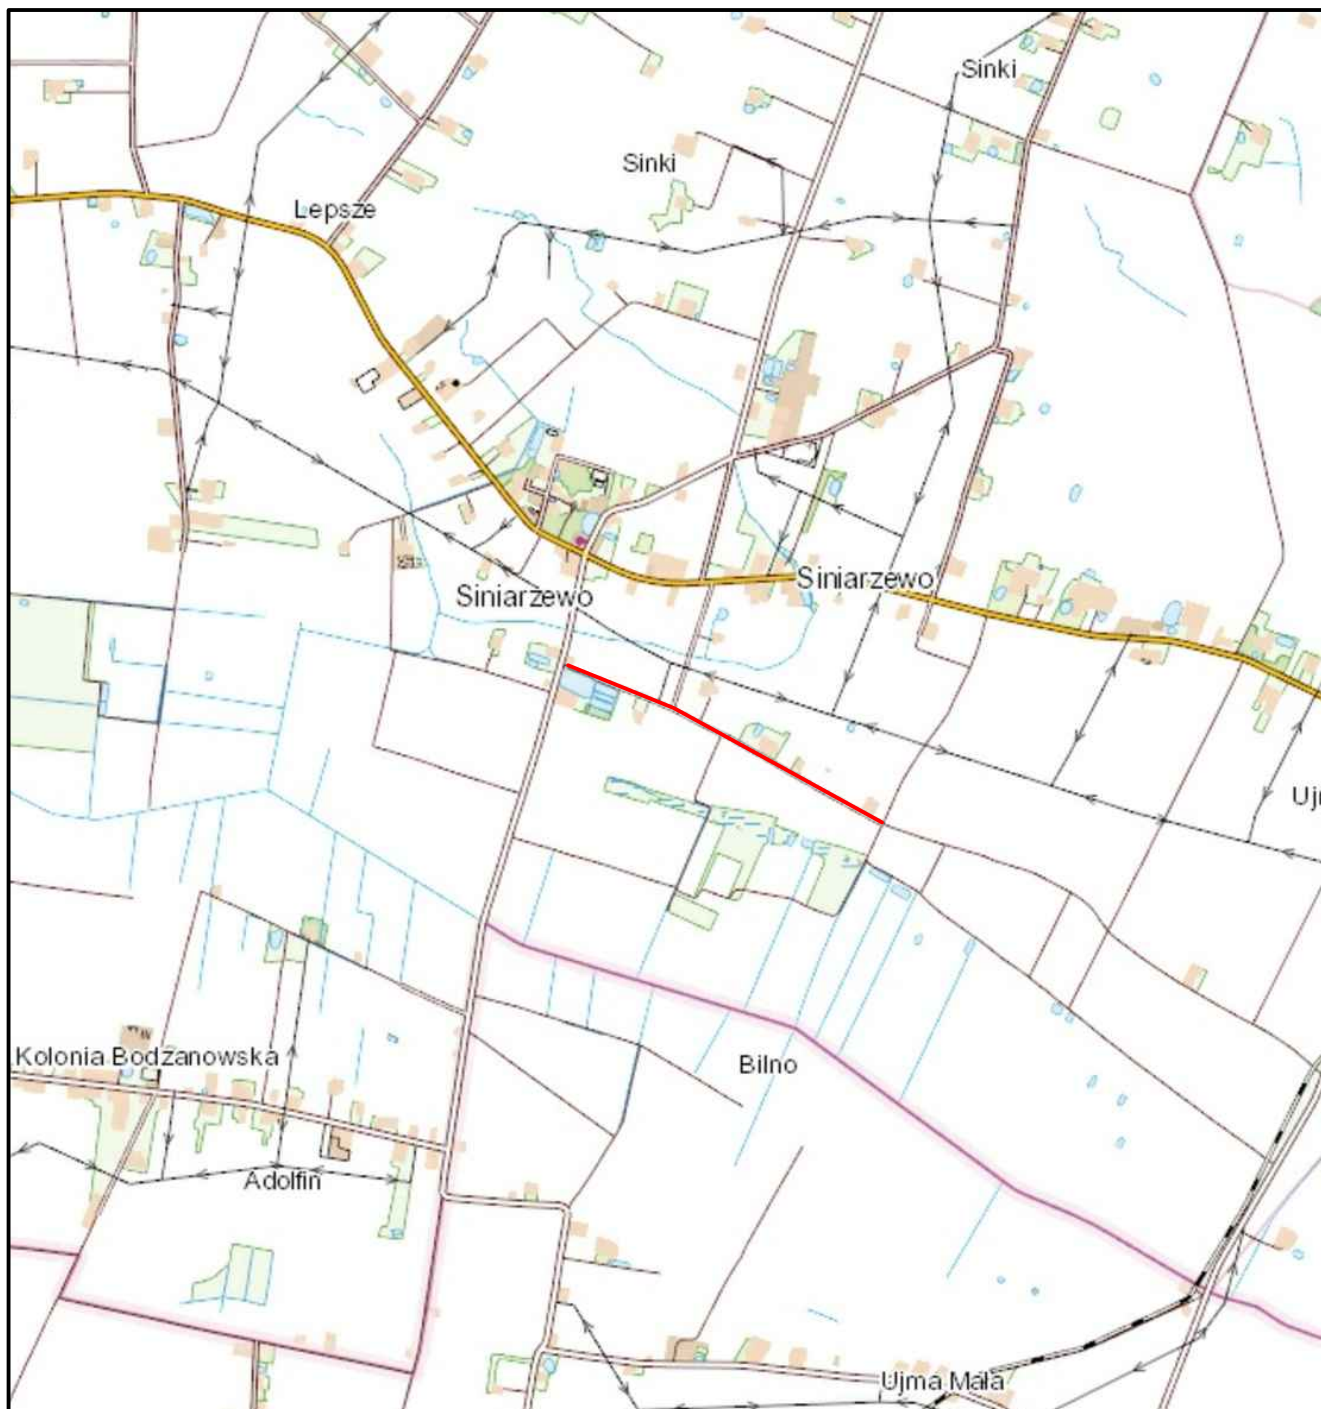 Sinki
Sinki
Lepsze
Siniarzewo
Siniarzewo
Uj
Kolonia Bodzanowska
Bilno
Adolfin
Ujma Mała